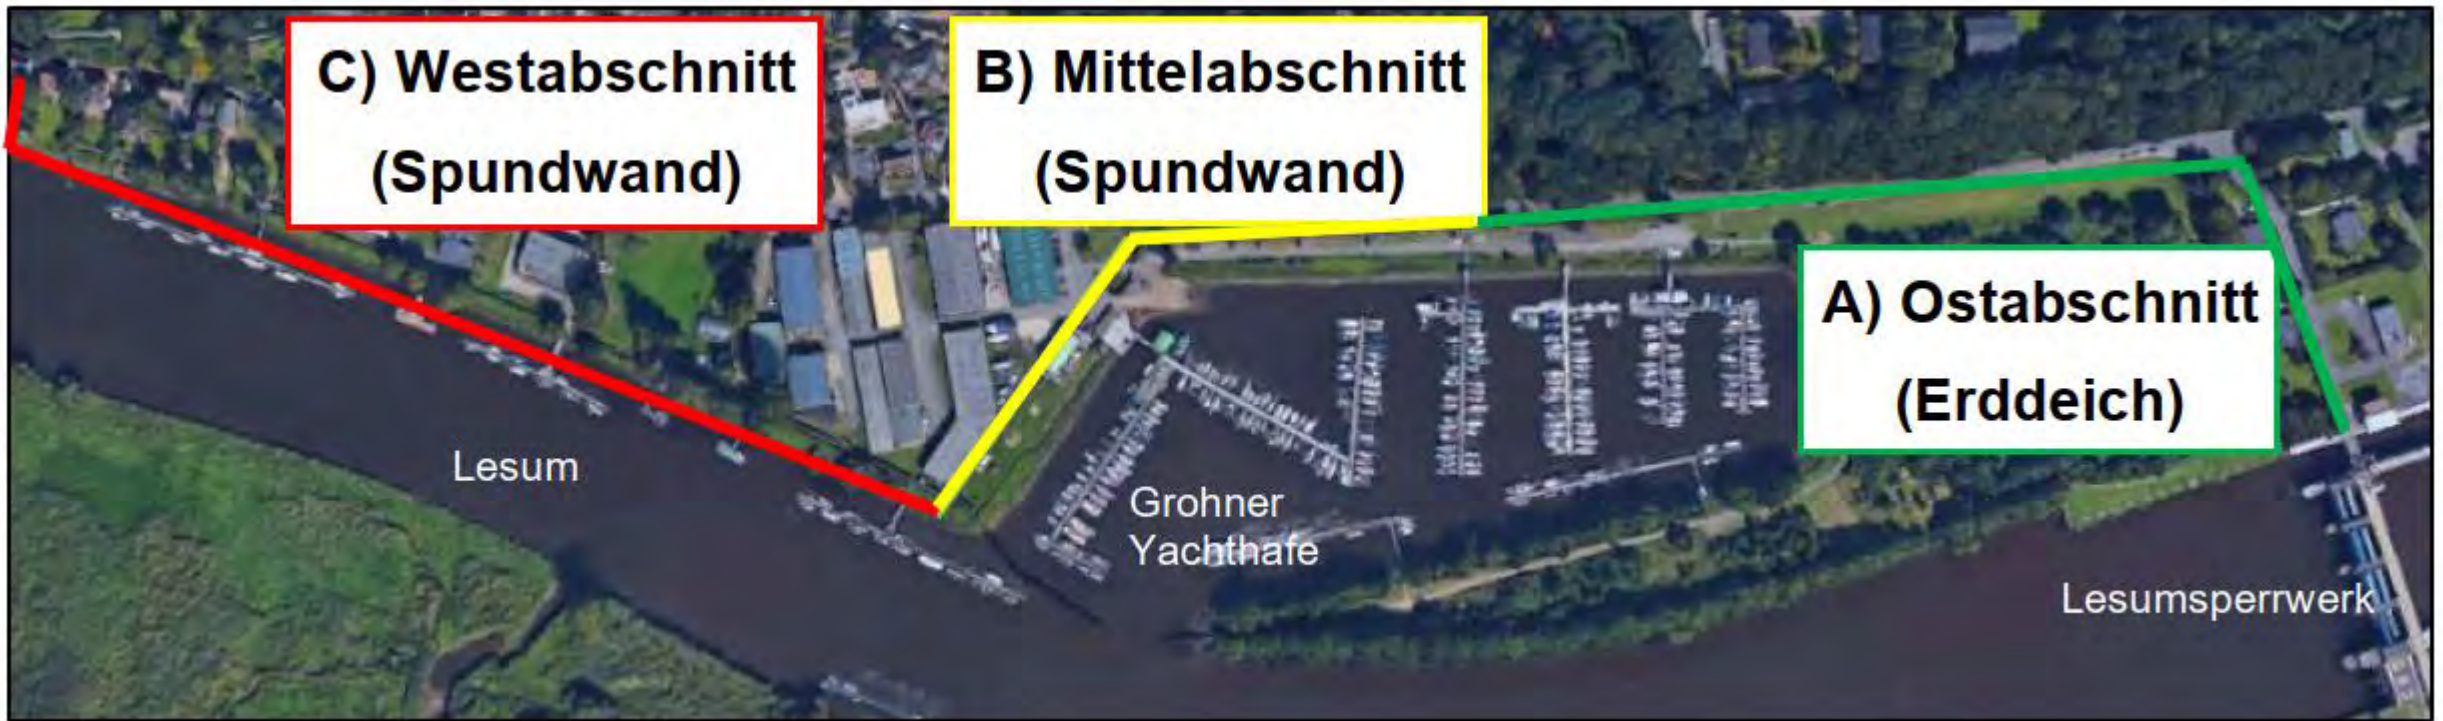 C) Westabschnitt
(Spundwand)
B) Mittelabschnitt
(Spundwand)
A) Ostabschnitt
(Erddeich)
Lesum
Grohner
Yachthafe
Lesumsperrwerk